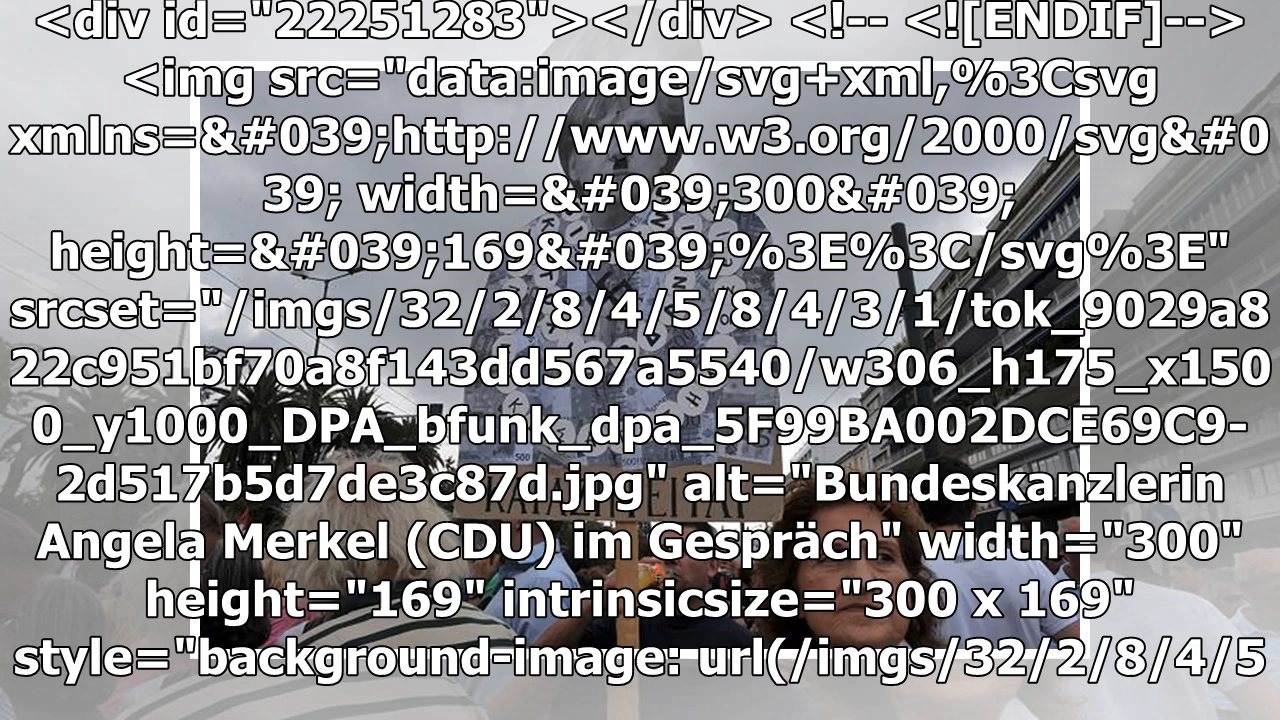 <div id="22251283"></div> <!-- <![ENDIF]-->
<img src="data:image/svg+xml,%3Csvg
xmlns=&#039;http://www.w3.org/2000/svg&#0
39; width=&#039;300&#039;
height=&#039;169&#039;%3E%3C/svg%3E"
srcset="/imgs/32/2/8/4/5/8/4/3/1/tok_9029a8
22c951bf70a8f143dd567a5540/w306_h175_x150
0_y1000_DPA_bfunk_dpa_5F99BA002DCE69C9-
2d517b5d7de3c87d.jpg" alt="Bundeskanzlerin
Angela Merkel (CDU) im Gespräch" width="300"
height="169" intrinsicsize="300 x 169"
style="background-image: url(/imgs/32/2/8/4/5